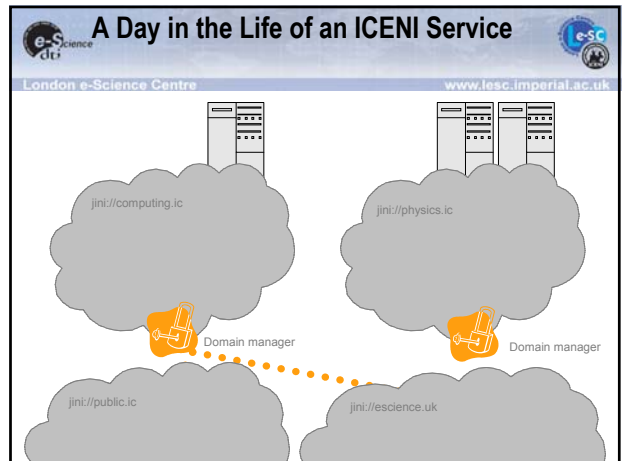 A Day in the Life of an ICENI Service
e-Science
dti
e-SC
ICENI
London e-Science Centre
www.lesc.imperial.ac.uk
jini://computing.ic
jini://physics.ic
Domain manager
Domain manager
jini://public.ic
jini://escience.uk